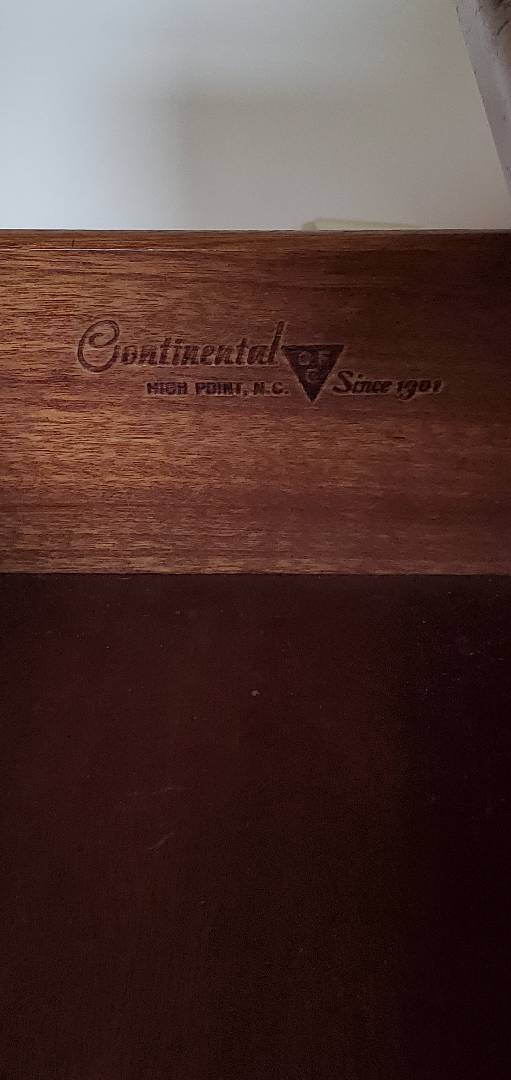 Continental
HIGH POINT, N.C.
Since 1901